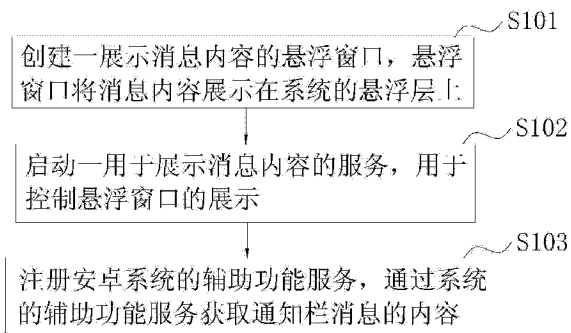 S101
创建一展示消息内容的悬浮窗口，悬浮
窗口将消息内容展示在系统的悬浮层上
S102
启动一用于展示消息内容的服务，用于
控制悬浮窗口的展示
S103
注册安卓系统的辅助功能服务，通过系统
的辅助功能服务获取通知栏消息的内容